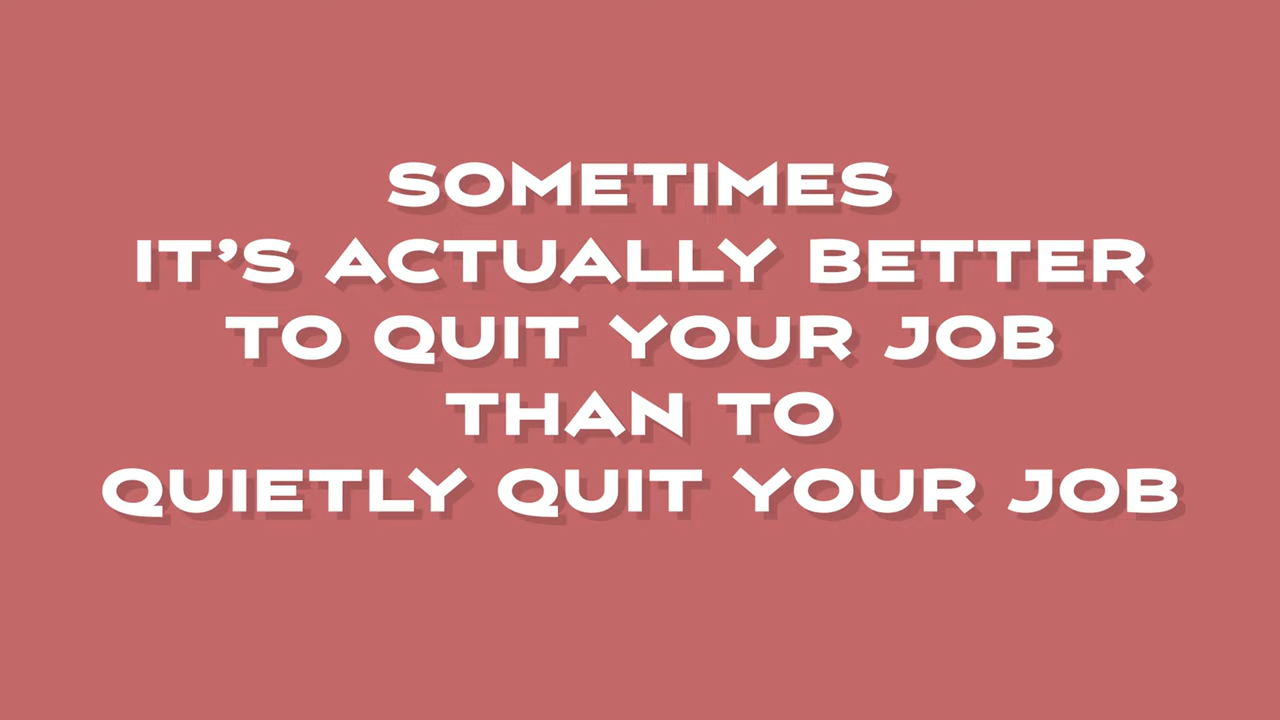 SOMETIMES
IT'S ACTUALLY BETTER
TO QUIT YOUR JOB
THAN TO
QUIETLY QUIT YOUR JOB